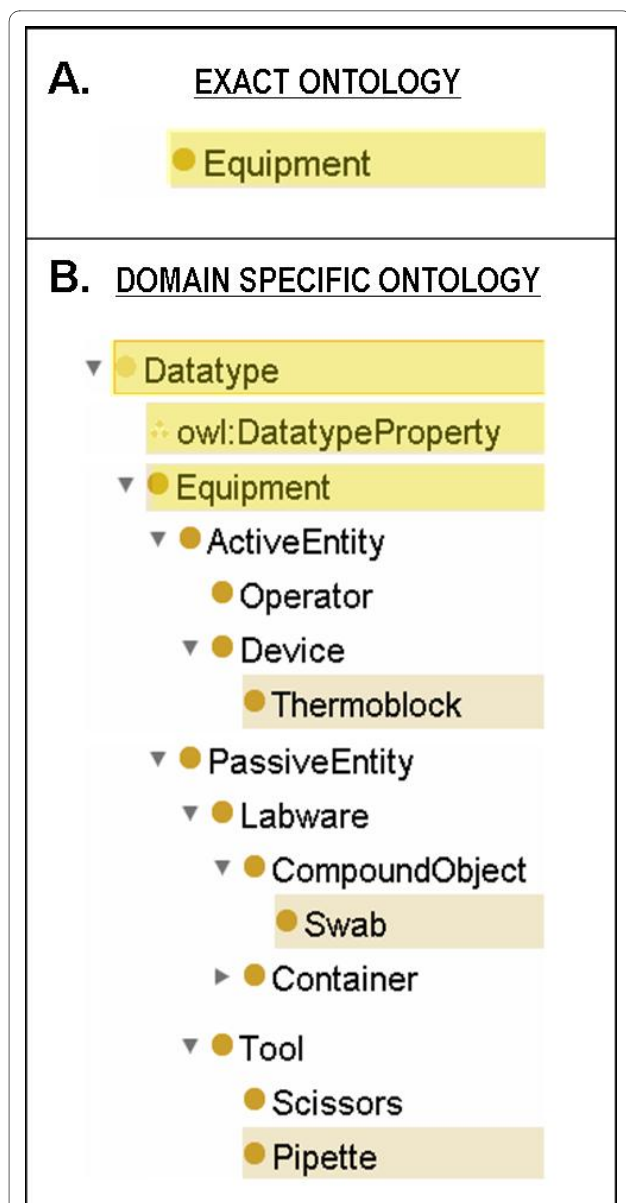 A. EXACT ONTOLOGY
Equipment
B. DOMAIN SPECIFIC ONTOLOGY
Datatype
owl:DatatypeProperty
Equipment
ActiveEntity
Operator
Device
Thermoblock
PassiveEntity
Labware
CompoundObject
Swab
Container
Tool
Scissors
Pipette